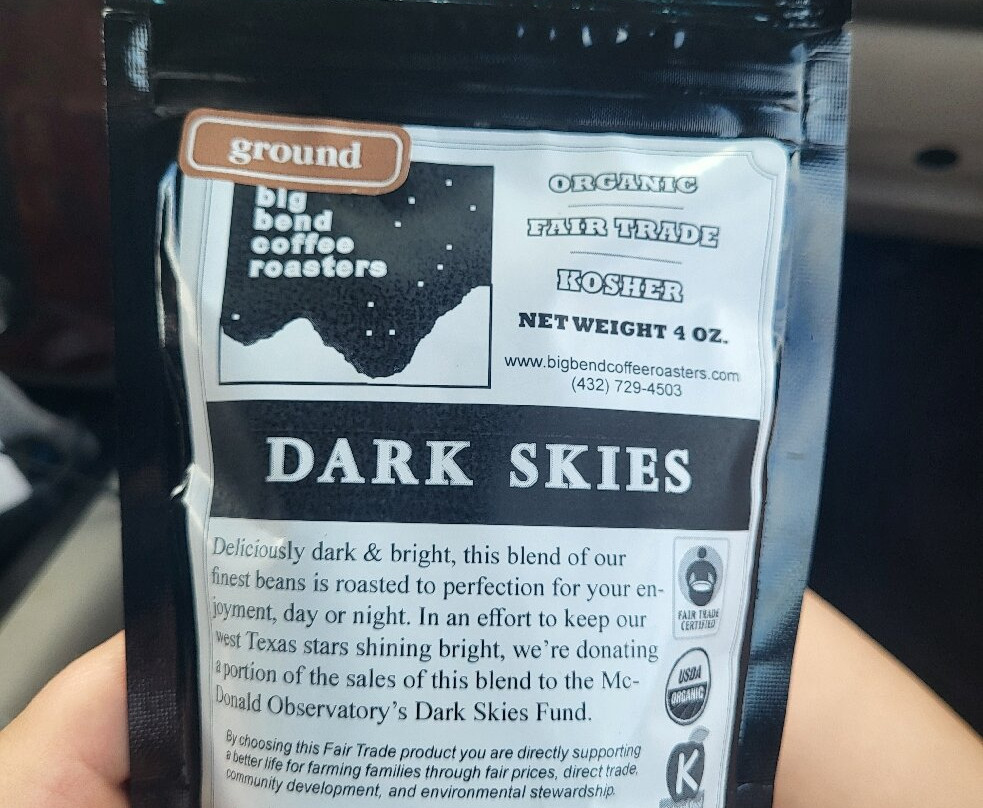 ground
big
bend
coffee
roasters
ORGANIC
FAIR TRADE
KOSHER
NET WEIGHT 4 OZ.
www.bigbendcoffeeroasters.com
(432) 729-4503
DARK SKIES
Deliciously dark & bright, this blend of our
finest beans is roasted to perfection for your en-
joyment, day or night. In an effort to keep our
west Texas stars shining bright, we're donating
a portion of the sales of this blend to the Mc-
Donald Observatory's Dark Skies Fund.
FAIR TRADE
CERTIFIED
USDA
ORGANIC
K
By choosing this Fair Trade product you are directly supporting
a better life for farming families through fair prices, direct trade,
community development, and environmental stewardship.